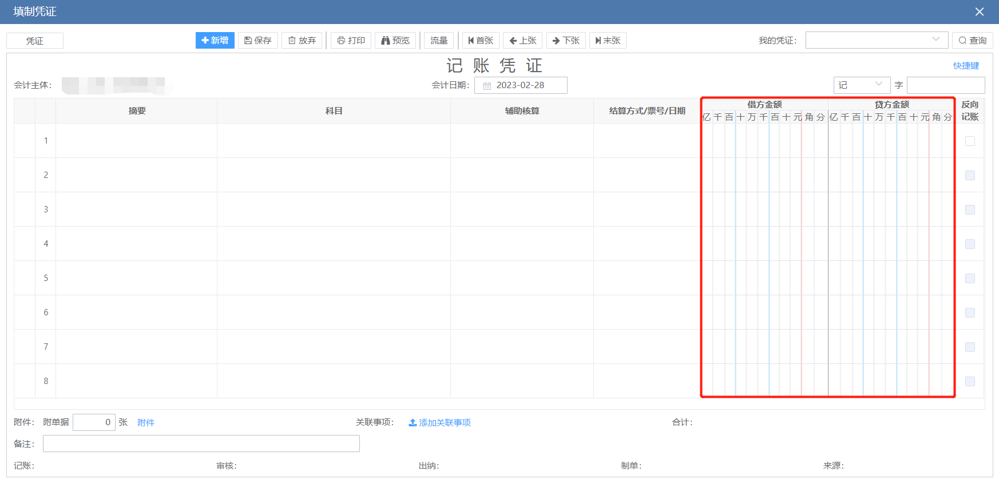 填制凭证
凭证 新增 保存 放弃 打印 预览 流量 首张 上张 下张 末张 我的凭证： 查询
记 账 凭 证 快捷键
会计主体： 会计日期： 2023-02-28 记 字
摘要 科目 辅助核算 结算方式/票号/日期 借方金额 贷方金额 反向记账
亿 千 百 十 万 千 百 十 元 角 分 亿 千 百 十 万 千 百 十 元 角 分
1
2
3
4
5
6
7
8
附件： 附单据 0 张 附件 关联事项： 添加关联事项 合计：
备注：
记账： 审核： 出纳： 制单： 来源：